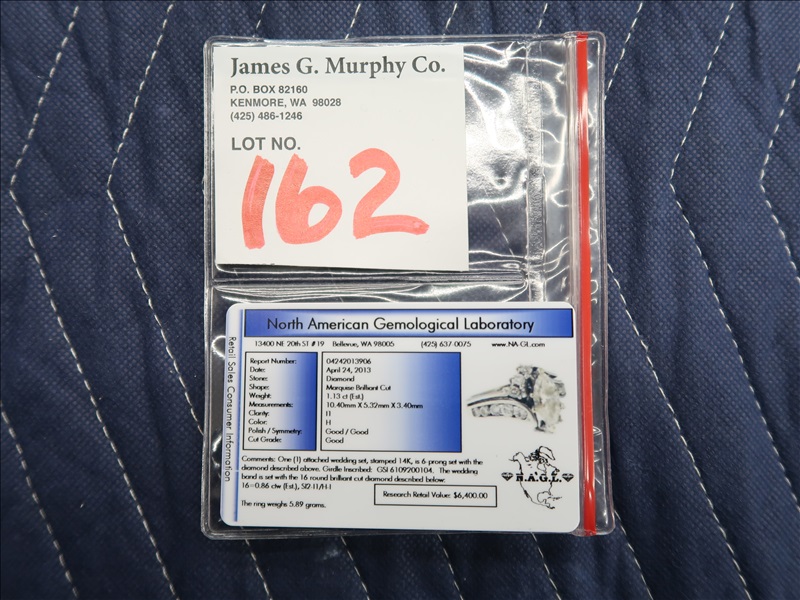 James G. Murphy Co.
P.O. BOX 82160
KENMORE, WA 98028
(425) 486-1246
LOT NO.
162
North American Gemological Laboratory
13400 NE 20th ST #19 Bellevue, WA 98005 (425) 637 0075 www.NA-GL.com
Retail Sales Consumer Information
Report Number: 04242013906
Date: April 24, 2013
Stone: Diamond
Shape: Marquise Brilliant Cut
Weight: 1.13 ct (Est.)
Measurements: 10.40mm X 5.32mm X 3.40mm
Clarity: I1
Color: H
Polish / Symmetry: Good / Good
Cut Grade: Good
Comments: One (1) attached wedding set, stamped 14K, is 6-prong set with the
diamond described above. Girdle Inscribed: GSI 6109200104. The wedding
band is set with the 16 round brilliant cut diamond described below:
16=0.86 ctw (Est.), SI2-I1/H-I
Research Retail Value: $6,400.00
The ring weighs 5.89 grams.
N.A.G.L.